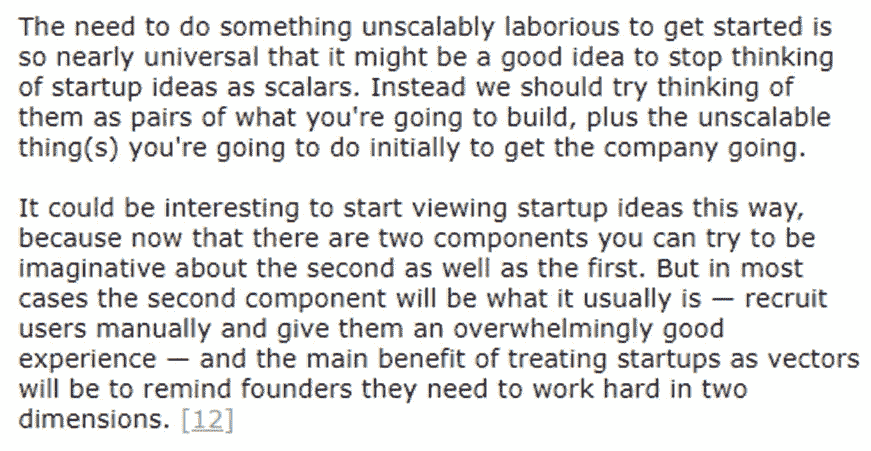 The need to do something unscalably laborious to get started is
so nearly universal that it might be a good idea to stop thinking
of startup ideas as scalars. Instead we should try thinking of
them as pairs of what you're going to build, plus the unscalable
thing(s) you're going to do initially to get the company going.
It could be interesting to start viewing startup ideas this way,
because now that there are two components you can try to be
imaginative about the second as well as the first. But in most
cases the second component will be what it usually is — recruit
users manually and give them an overwhelmingly good
experience — and the main benefit of treating startups as vectors
will be to remind founders they need to work hard in two
dimensions. [12]